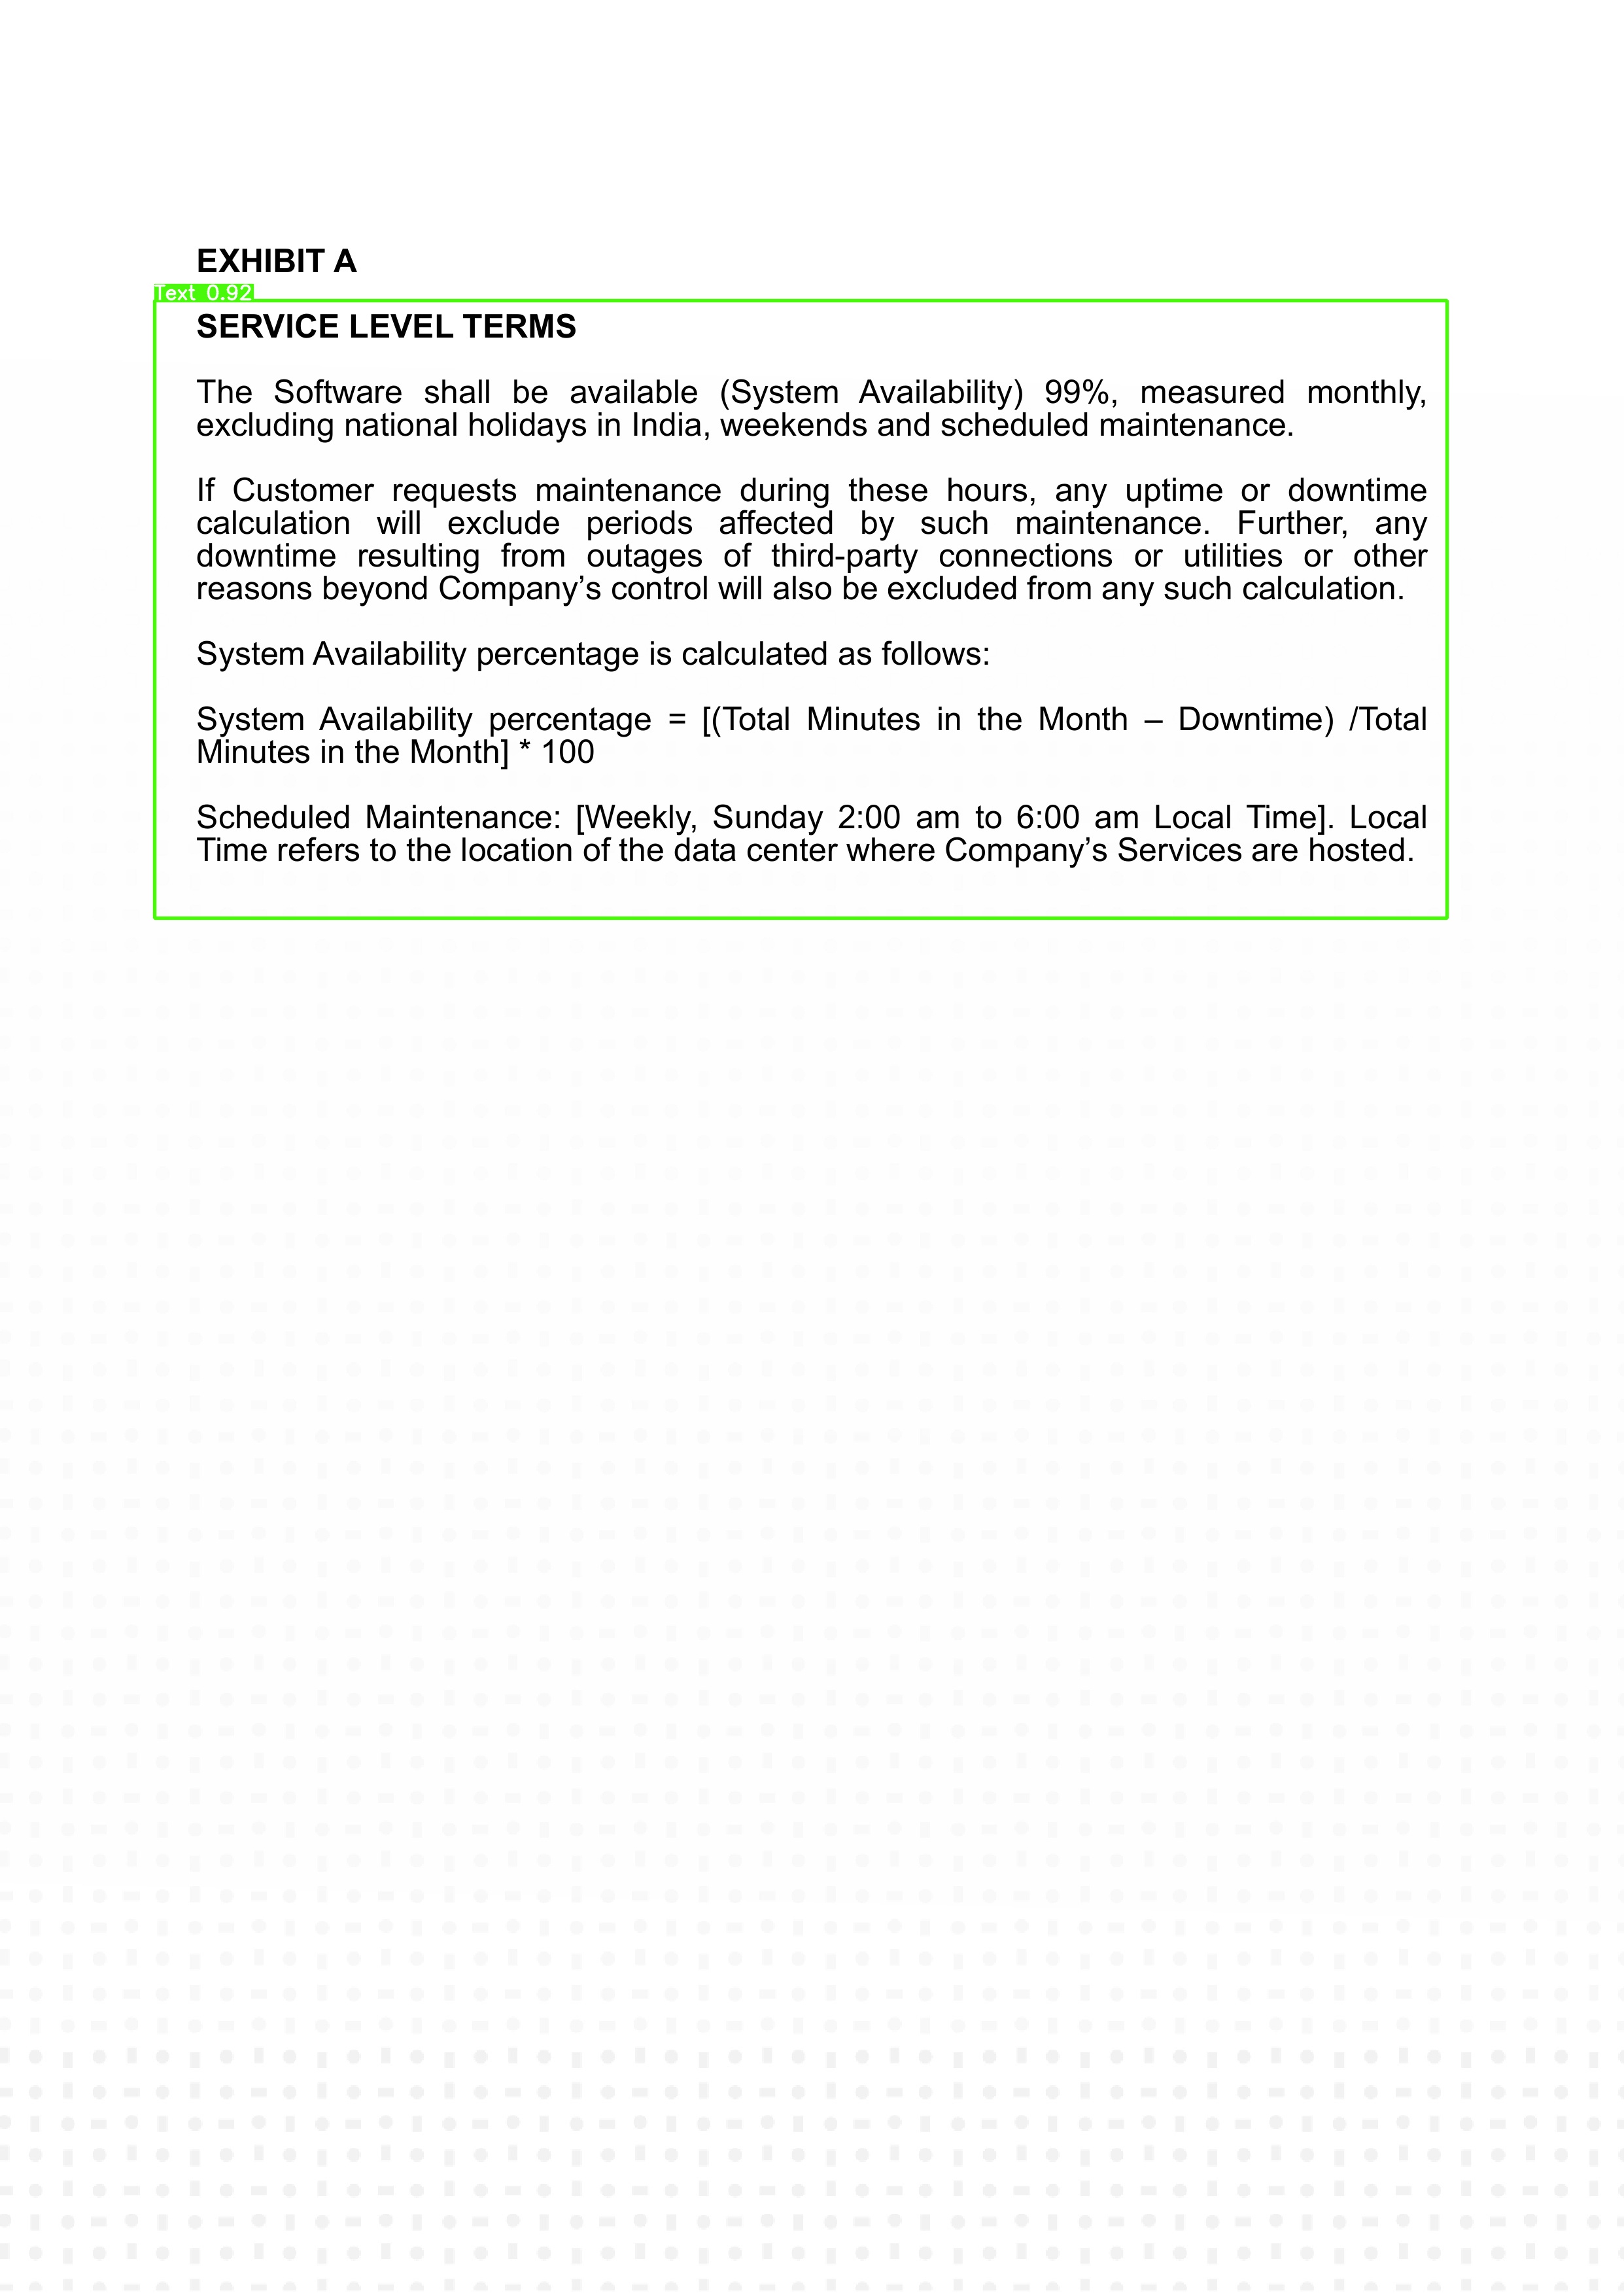 EXHIBIT A
Text 0.92
SERVICE LEVEL TERMS
The Software shall be available (System Availability) 99%, measured monthly,
excluding national holidays in India, weekends and scheduled maintenance.
If Customer requests maintenance during these hours, any uptime or downtime
calculation will exclude periods affected by such maintenance. Further, any
downtime resulting from outages of third-party connections or utilities or other
reasons beyond Company’s control will also be excluded from any such calculation.
System Availability percentage is calculated as follows:
System Availability percentage = [(Total Minutes in the Month – Downtime) /Total
Minutes in the Month] * 100
Scheduled Maintenance: [Weekly, Sunday 2:00 am to 6:00 am Local Time]. Local
Time refers to the location of the data center where Company’s Services are hosted.